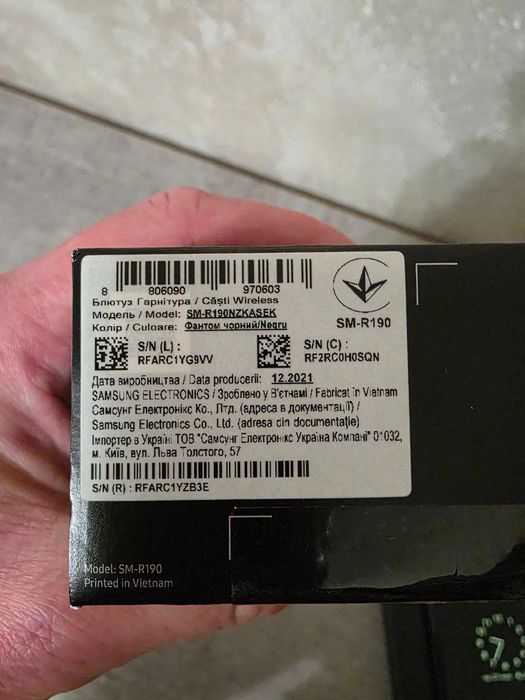 8 806090 970603
Блютуз Гарнітура / Căști Wireless
Модель / Model: SM-R190NZKASEK
Колір / Culoare: Фантом чорний/Negru
SM-R190
S/N (L) :
RFARC1YG9VV
S/N (C) :
RF2RC0H0SQN
Дата виробництва / Data producerii: 12.2021
SAMSUNG ELECTRONICS / Зроблено у В'єтнамі / Fabricat în Vietnam
Самсунг Електронікс Ко., Лтд. (адреса в документації) /
Samsung Electronics Co., Ltd. (adresa din documentație)
Імпортер в Україні ТОВ "Самсунг Електронікс Україна Компані" 01032,
м. Київ, вул. Льва Толстого, 57
S/N (R) : RFARC1YZB3E
Model: SM-R190
Printed in Vietnam
7